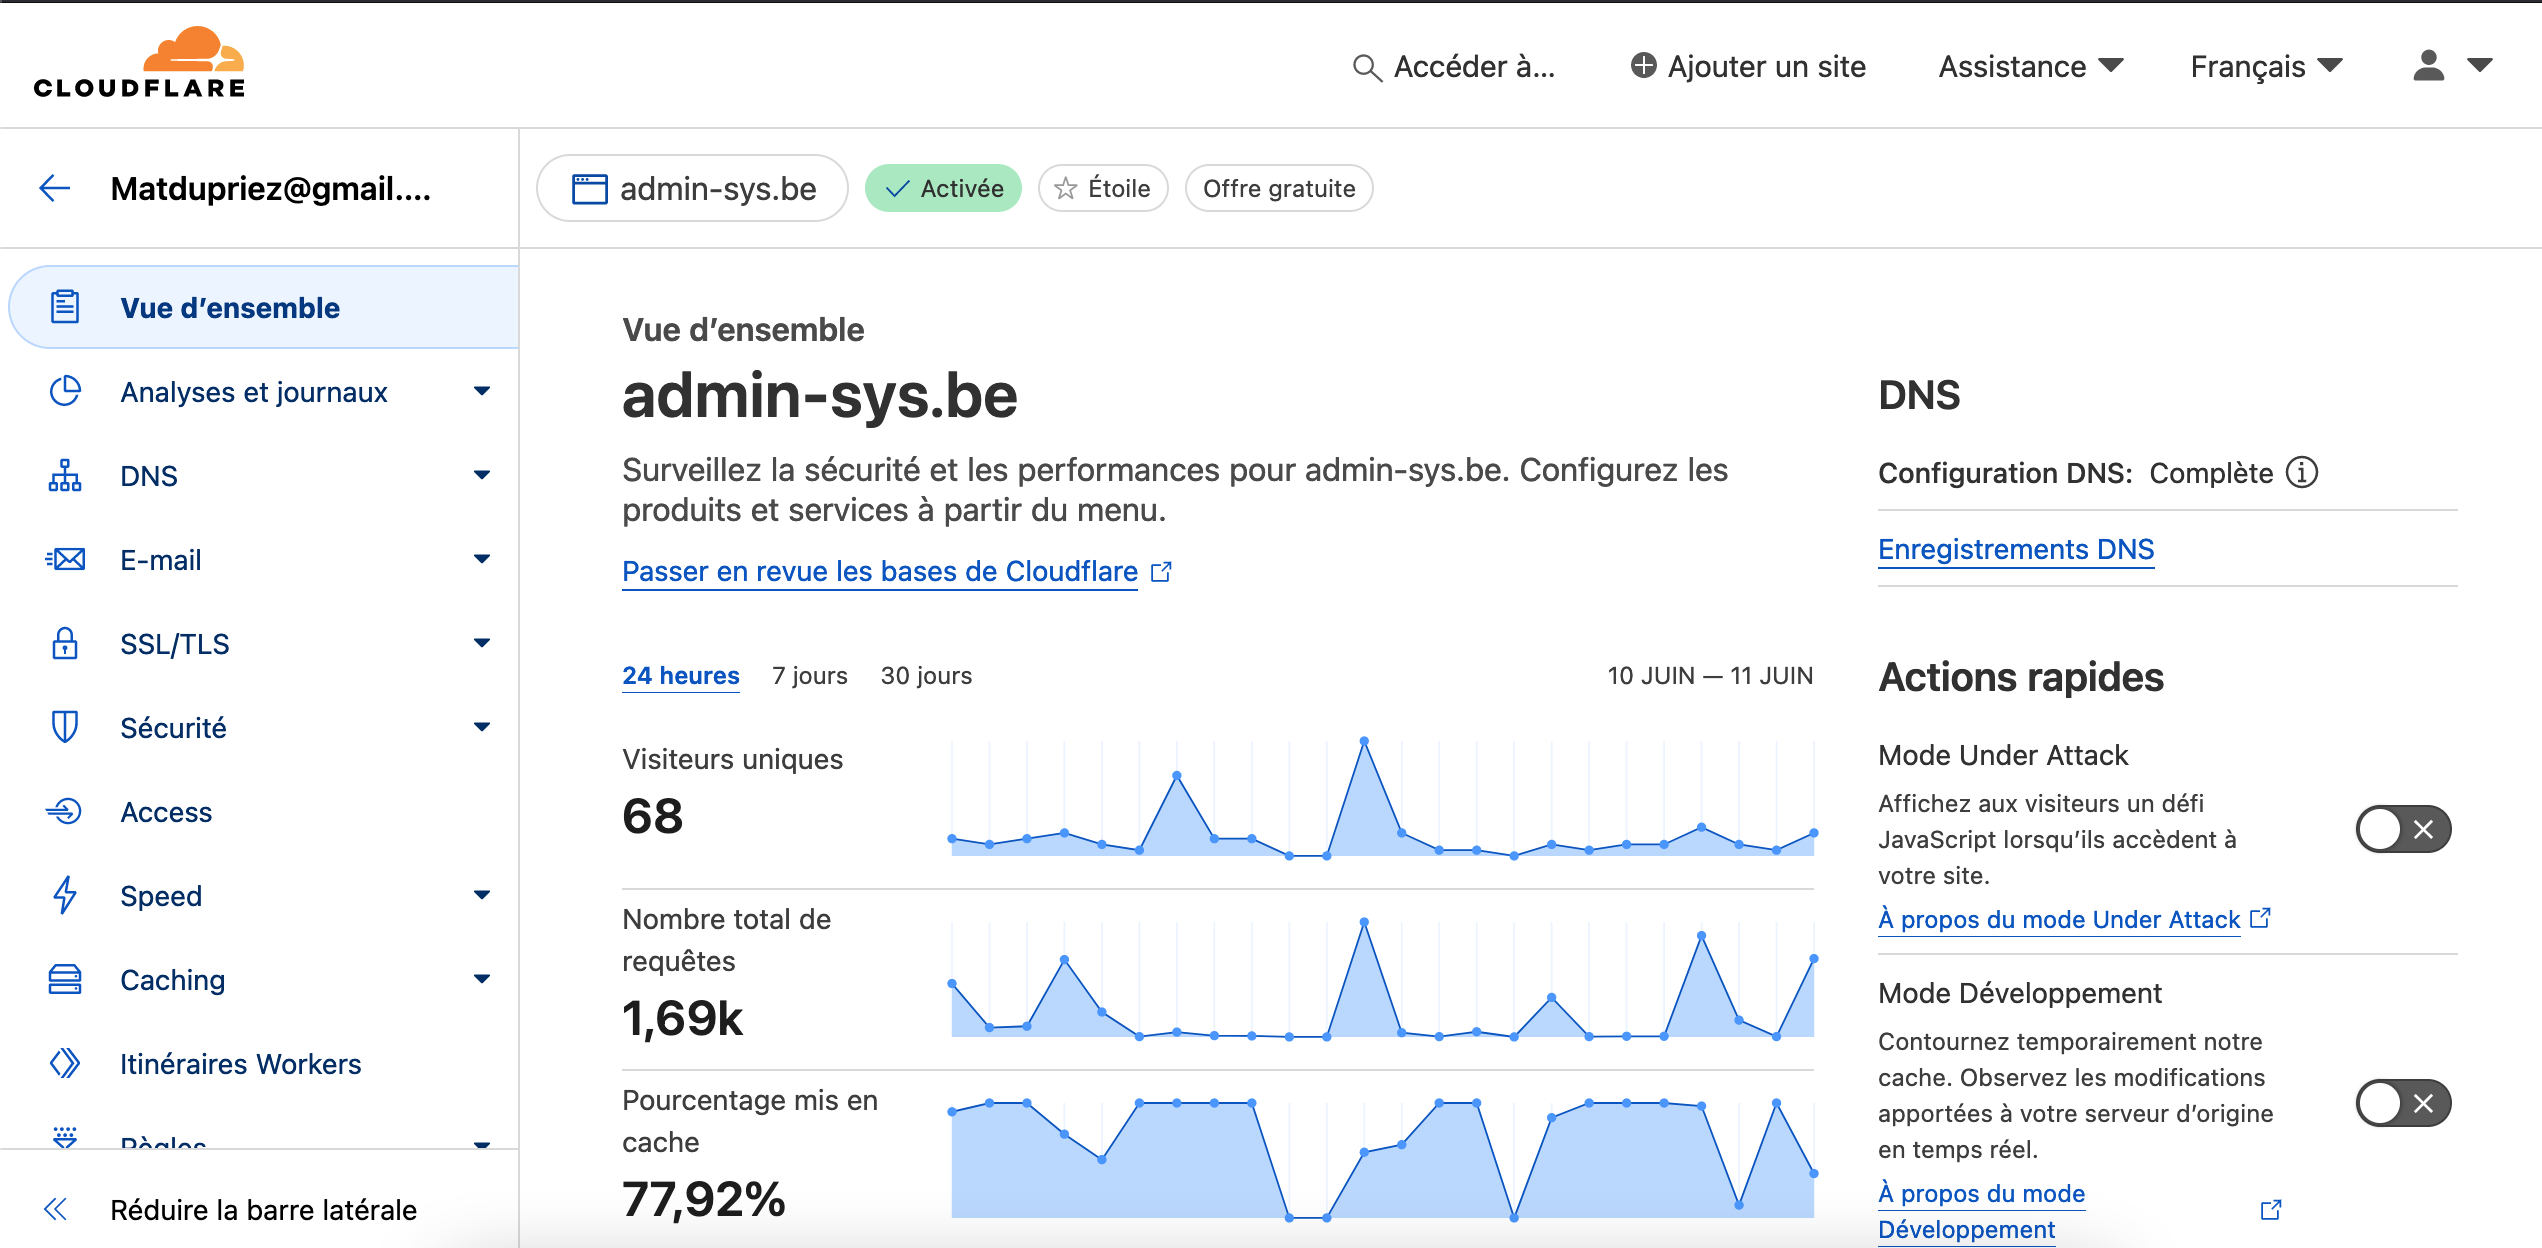 CLOUDFLARE
Accéder à...
Ajouter un site
Assistance
Français
Matdupriez@gmail....
admin-sys.be
Activée
Étoile
Offre gratuite
Vue d’ensemble
Analyses et journaux
DNS
E-mail
SSL/TLS
Sécurité
Access
Speed
Caching
Itinéraires Workers
Règles
Réduire la barre latérale
Vue d’ensemble
admin-sys.be
Surveillez la sécurité et les performances pour admin-sys.be. Configurez les
produits et services à partir du menu.
Passer en revue les bases de Cloudflare
24 heures
7 jours
30 jours
10 JUIN — 11 JUIN
Visiteurs uniques
68
Nombre total de
requêtes
1,69k
Pourcentage mis en
cache
77,92%
DNS
Configuration DNS: Complète
Enregistrements DNS
Actions rapides
Mode Under Attack
Affichez aux visiteurs un défi
JavaScript lorsqu’ils accèdent à
votre site.
À propos du mode Under Attack
Mode Développement
Contournez temporairement notre
cache. Observez les modifications
apportées à votre serveur d’origine
en temps réel.
À propos du mode
Développement